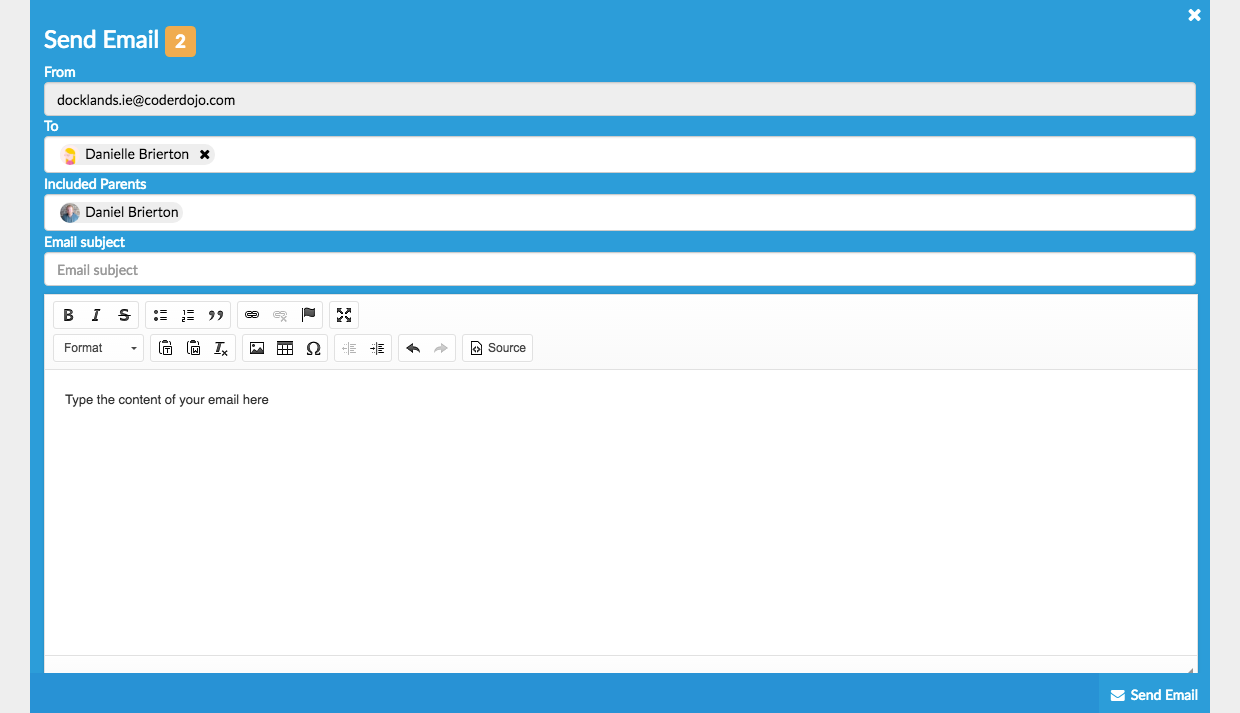 Send Email 2
From
docklands.ie@coderdojo.com
To
Danielle Brierton
Included Parents
Daniel Brierton
Email subject
Email subject
B I S
Format Source
Type the content of your email here
Send Email